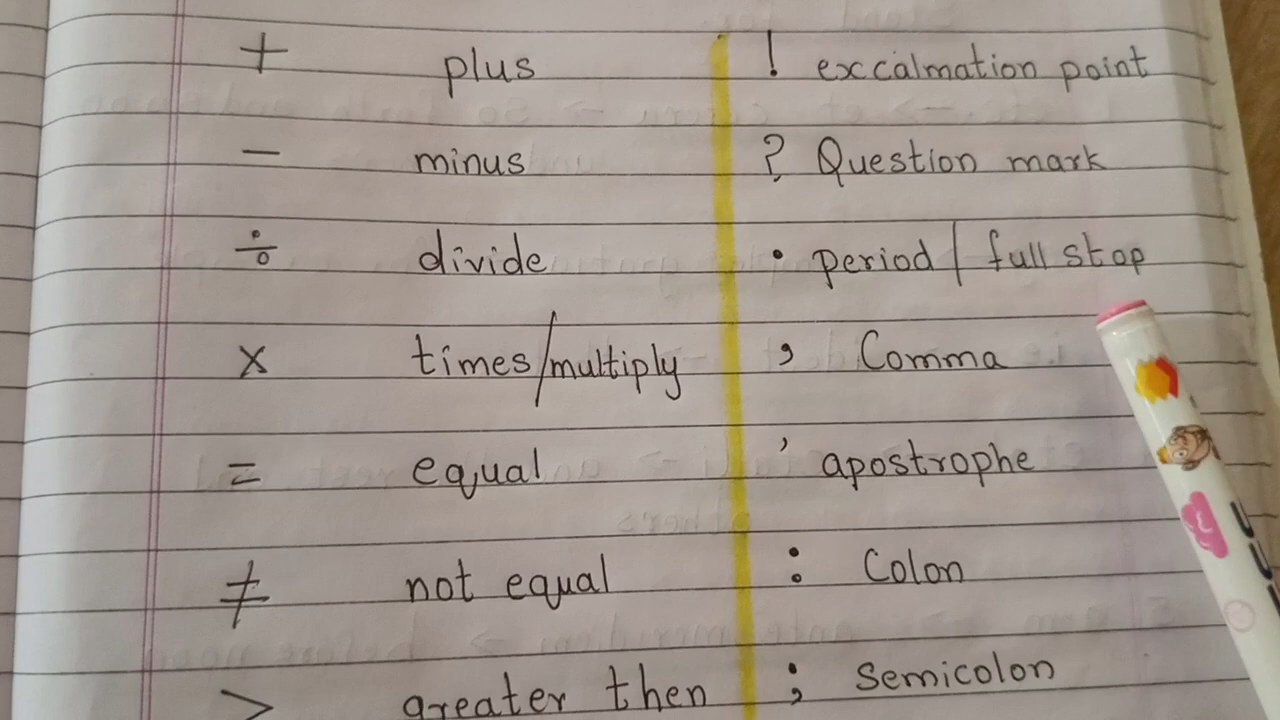 + plus ! exccalmation point
− minus ? Question mark
÷ divide . period / full stop
× times/multiply , Comma
= equal ’ apostrophe
≠ not equal : Colon
> greater then ; Semicolon